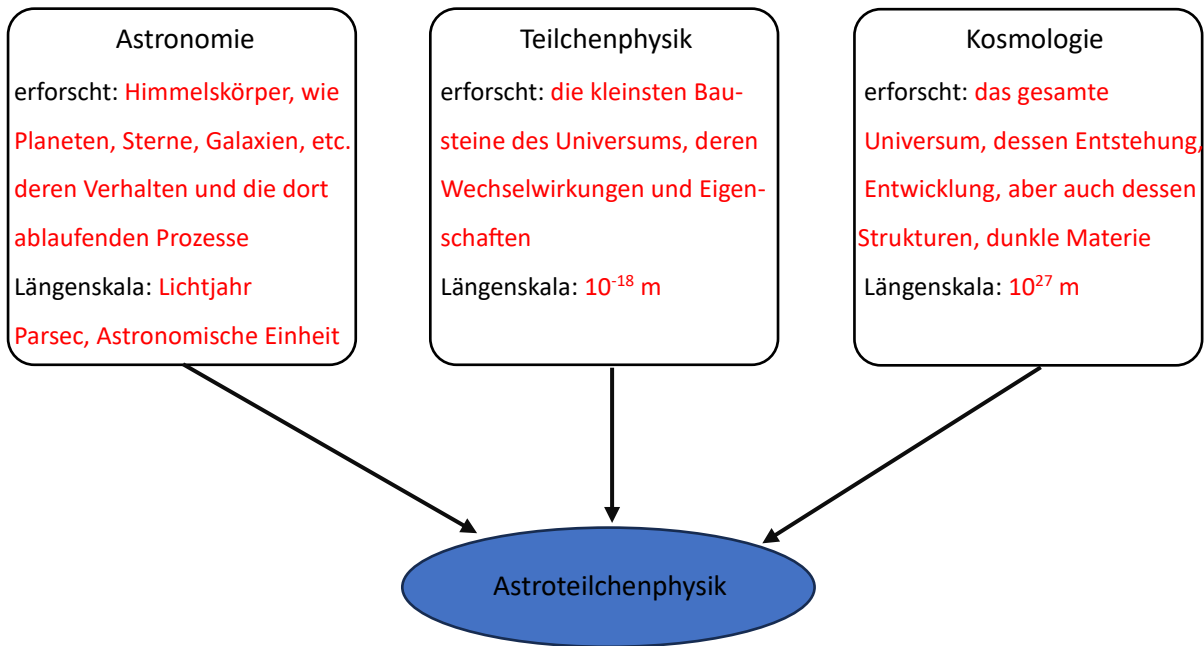 Astronomie
erforscht: Himmelskörper, wie
Planeten, Sterne, Galaxien, etc.
deren Verhalten und die dort
ablaufenden Prozesse
Längenskala: Lichtjahr
Parsec, Astronomische Einheit
Teilchenphysik
erforscht: die kleinsten Bau-
steine des Universums, deren
Wechselwirkungen und Eigen-
schaften
Längenskala: 10⁻¹⁸ m
Kosmologie
erforscht: das gesamte
Universum, dessen Entstehung,
Entwicklung, aber auch dessen
Strukturen, dunkle Materie
Längenskala: 10²⁷ m
Astroteilchenphysik